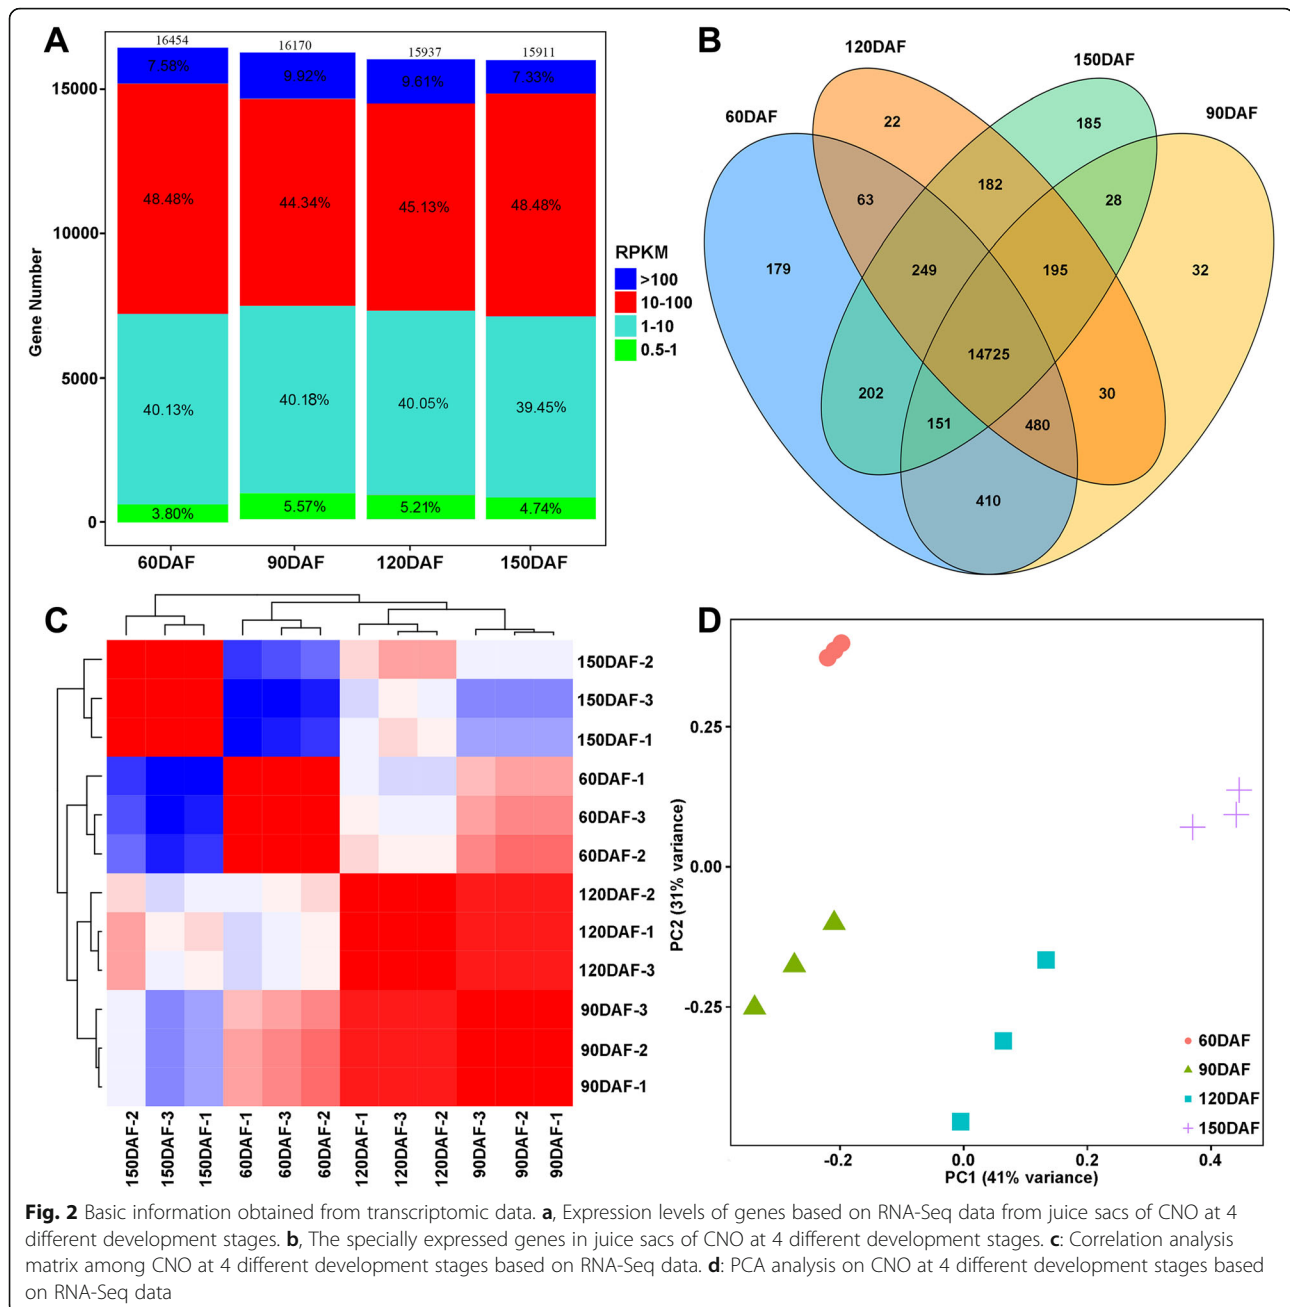 A
16454
16170
15937
15911
7.58%
9.92%
9.61%
7.33%
48.48%
44.34%
45.13%
48.48%
40.13%
40.18%
40.05%
39.45%
3.80%
5.57%
5.21%
4.74%
15000
10000
5000
0
Gene Number
60DAF
90DAF
120DAF
150DAF
RPKM
>100
10-100
1-10
0.5-1
B
120DAF
150DAF
60DAF
90DAF
22
185
63
182
28
179
249
195
32
14725
202
30
151
480
410
C
150DAF-2
150DAF-3
150DAF-1
60DAF-1
60DAF-3
60DAF-2
120DAF-2
120DAF-1
120DAF-3
90DAF-3
90DAF-2
90DAF-1
150DAF-2
150DAF-3
150DAF-1
60DAF-1
60DAF-3
60DAF-2
120DAF-1
120DAF-3
120DAF-2
90DAF-3
90DAF-2
90DAF-1
D
0.25
0.00
-0.25
PC2 (31% variance)
-0.2
0.0
0.2
0.4
PC1 (41% variance)
60DAF
90DAF
120DAF
150DAF
Fig. 2 Basic information obtained from transcriptomic data. a, Expression levels of genes based on RNA-Seq data from juice sacs of CNO at 4
different development stages. b, The specially expressed genes in juice sacs of CNO at 4 different development stages. c: Correlation analysis
matrix among CNO at 4 different development stages based on RNA-Seq data. d: PCA analysis on CNO at 4 different development stages based
on RNA-Seq data